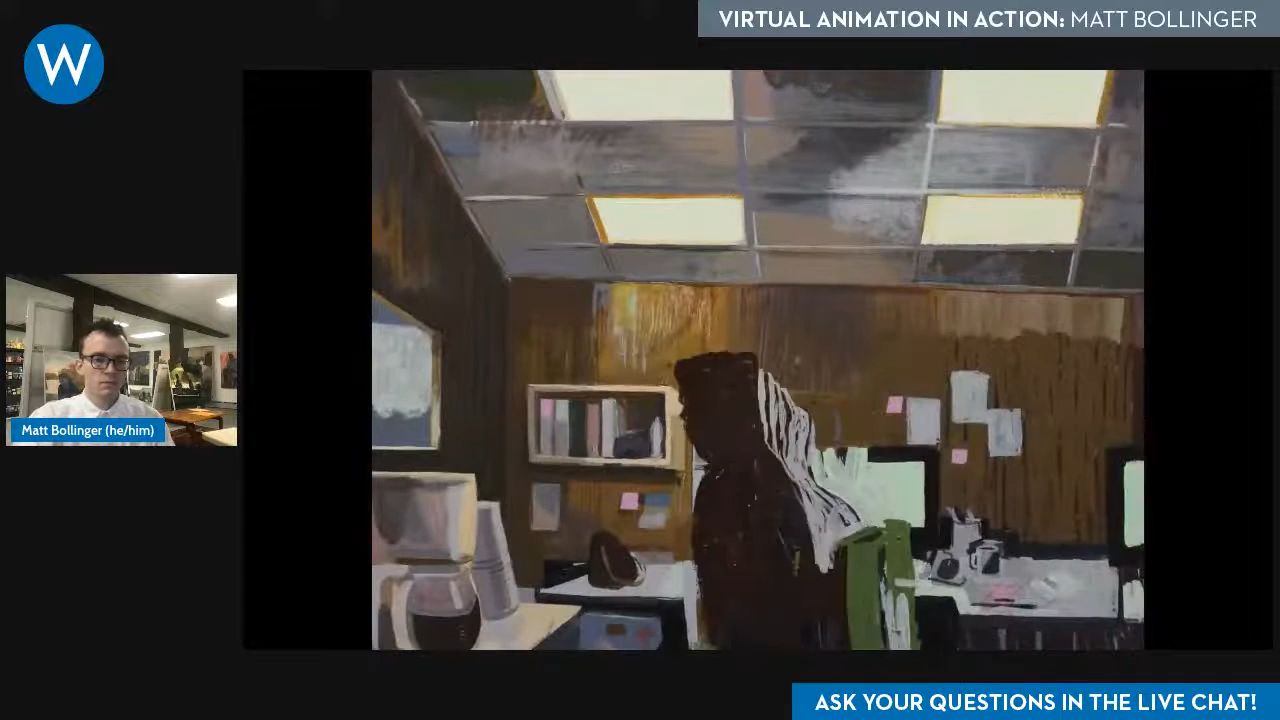 VIRTUAL ANIMATION IN ACTION: MATT BOLLINGER
W
Matt Bollinger (he/him)
ASK YOUR QUESTIONS IN THE LIVE CHAT!